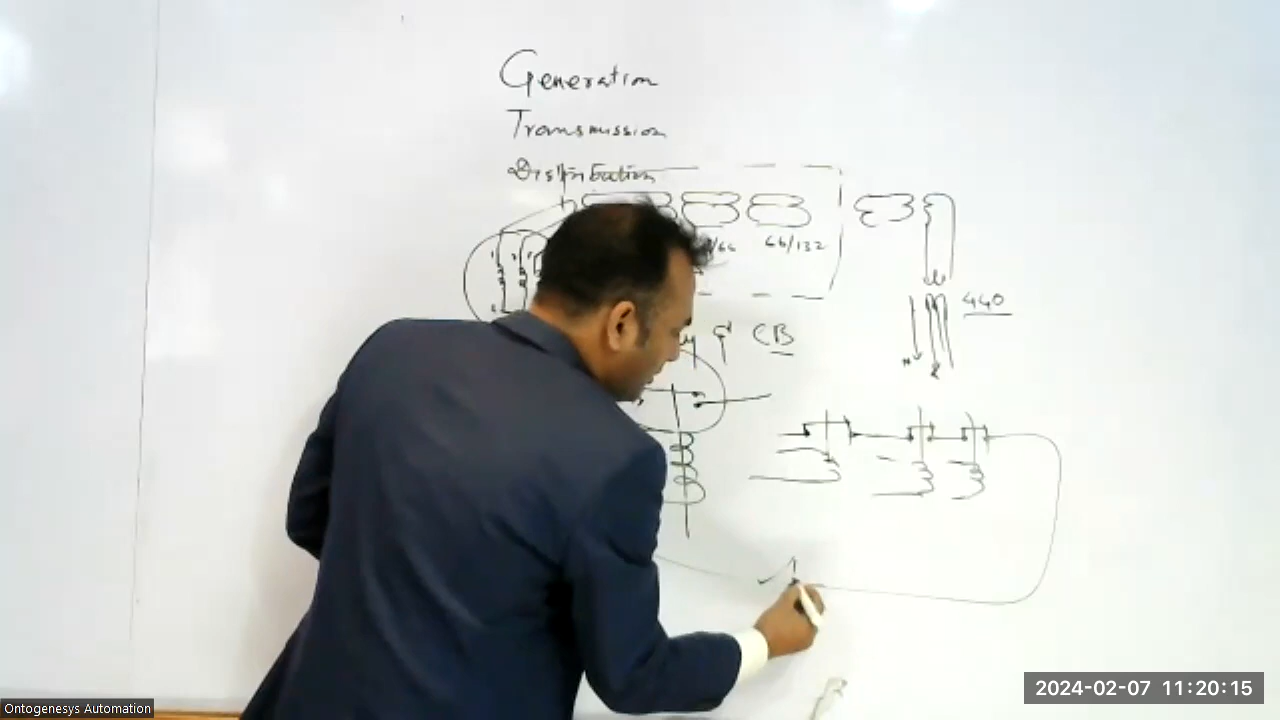 Generation
Transmission
Distribution
/66 66/132
440
CB
N
R
Ontogenesys Automation
2024-02-07 11:20:15